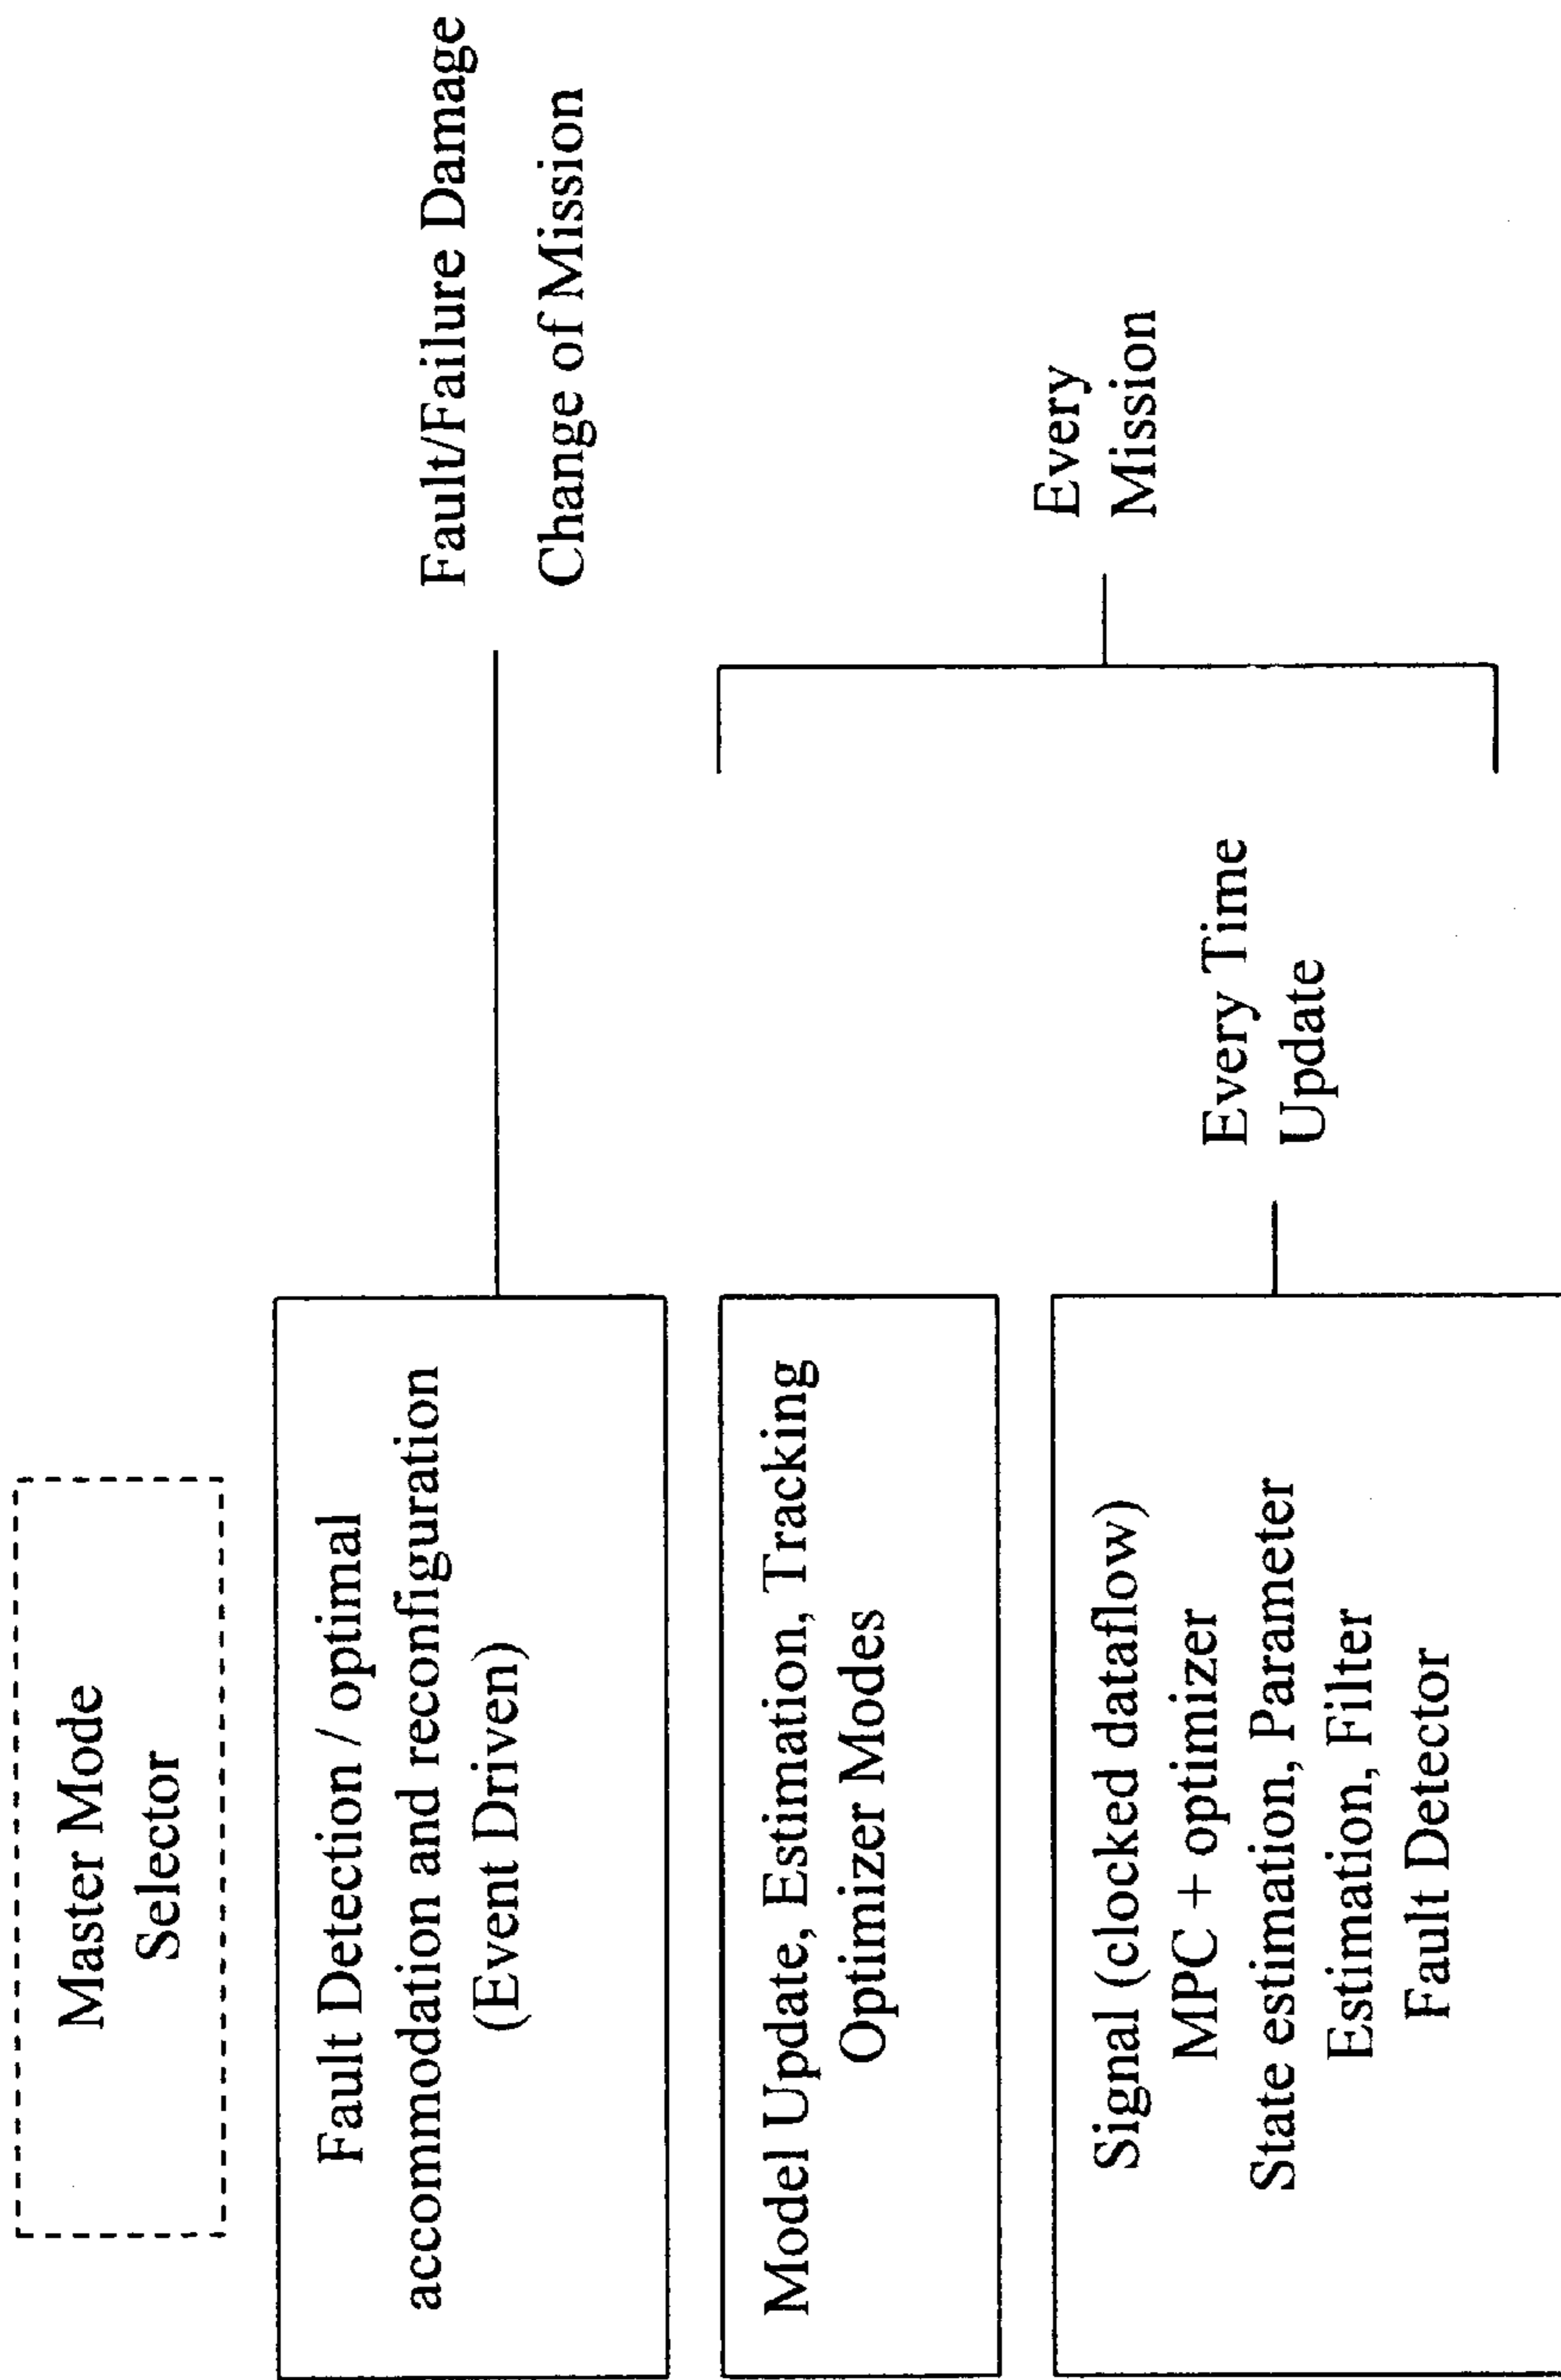 Master Mode
Selector
Fault Detection / optimal
accommodation and reconfiguration
(Event Driven)
Fault/Failure Damage
Change of Mission
Model Update, Estimation, Tracking
Optimizer Modes
Every
Mission
Signal (clocked dataflow)
MPC + optimizer
State estimation, Parameter
Estimation, Filter
Fault Detector
Every Time
Update